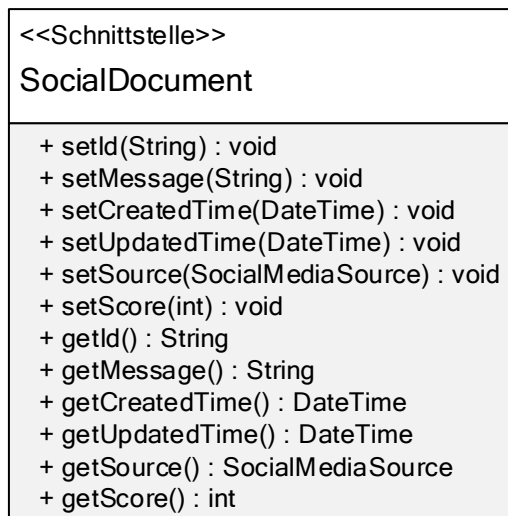 <<Schnittstelle>>
SocialDocument
+ setId(String) : void
+ setMessage(String) : void
+ setCreatedTime(DateTime) : void
+ setUpdatedTime(DateTime) : void
+ setSource(SocialMediaSource) : void
+ setScore(int) : void
+ getId() : String
+ getMessage() : String
+ getCreatedTime() : DateTime
+ getUpdatedTime() : DateTime
+ getSource() : SocialMediaSource
+ getScore() : int